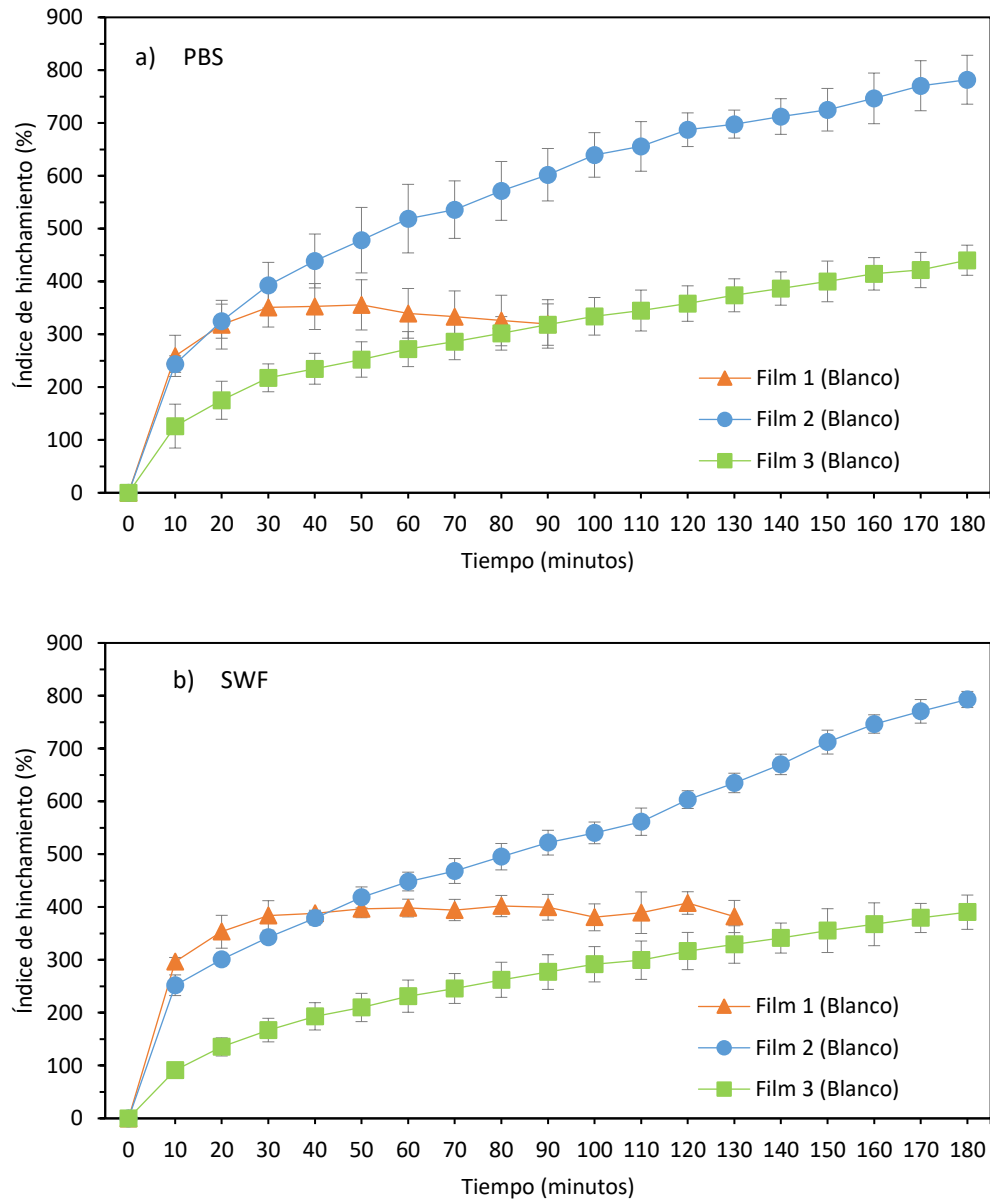 a) PBS
Índice de hinchamiento (%)
900
800
700
600
500
400
300
200
100
0
Film 1 (Blanco)
Film 2 (Blanco)
Film 3 (Blanco)
0 10 20 30 40 50 60 70 80 90 100 110 120 130 140 150 160 170 180
Tiempo (minutos)
b) SWF
Índice de hinchamiento (%)
900
800
700
600
500
400
300
200
100
0
Film 1 (Blanco)
Film 2 (Blanco)
Film 3 (Blanco)
0 10 20 30 40 50 60 70 80 90 100 110 120 130 140 150 160 170 180
Tiempo (minutos)